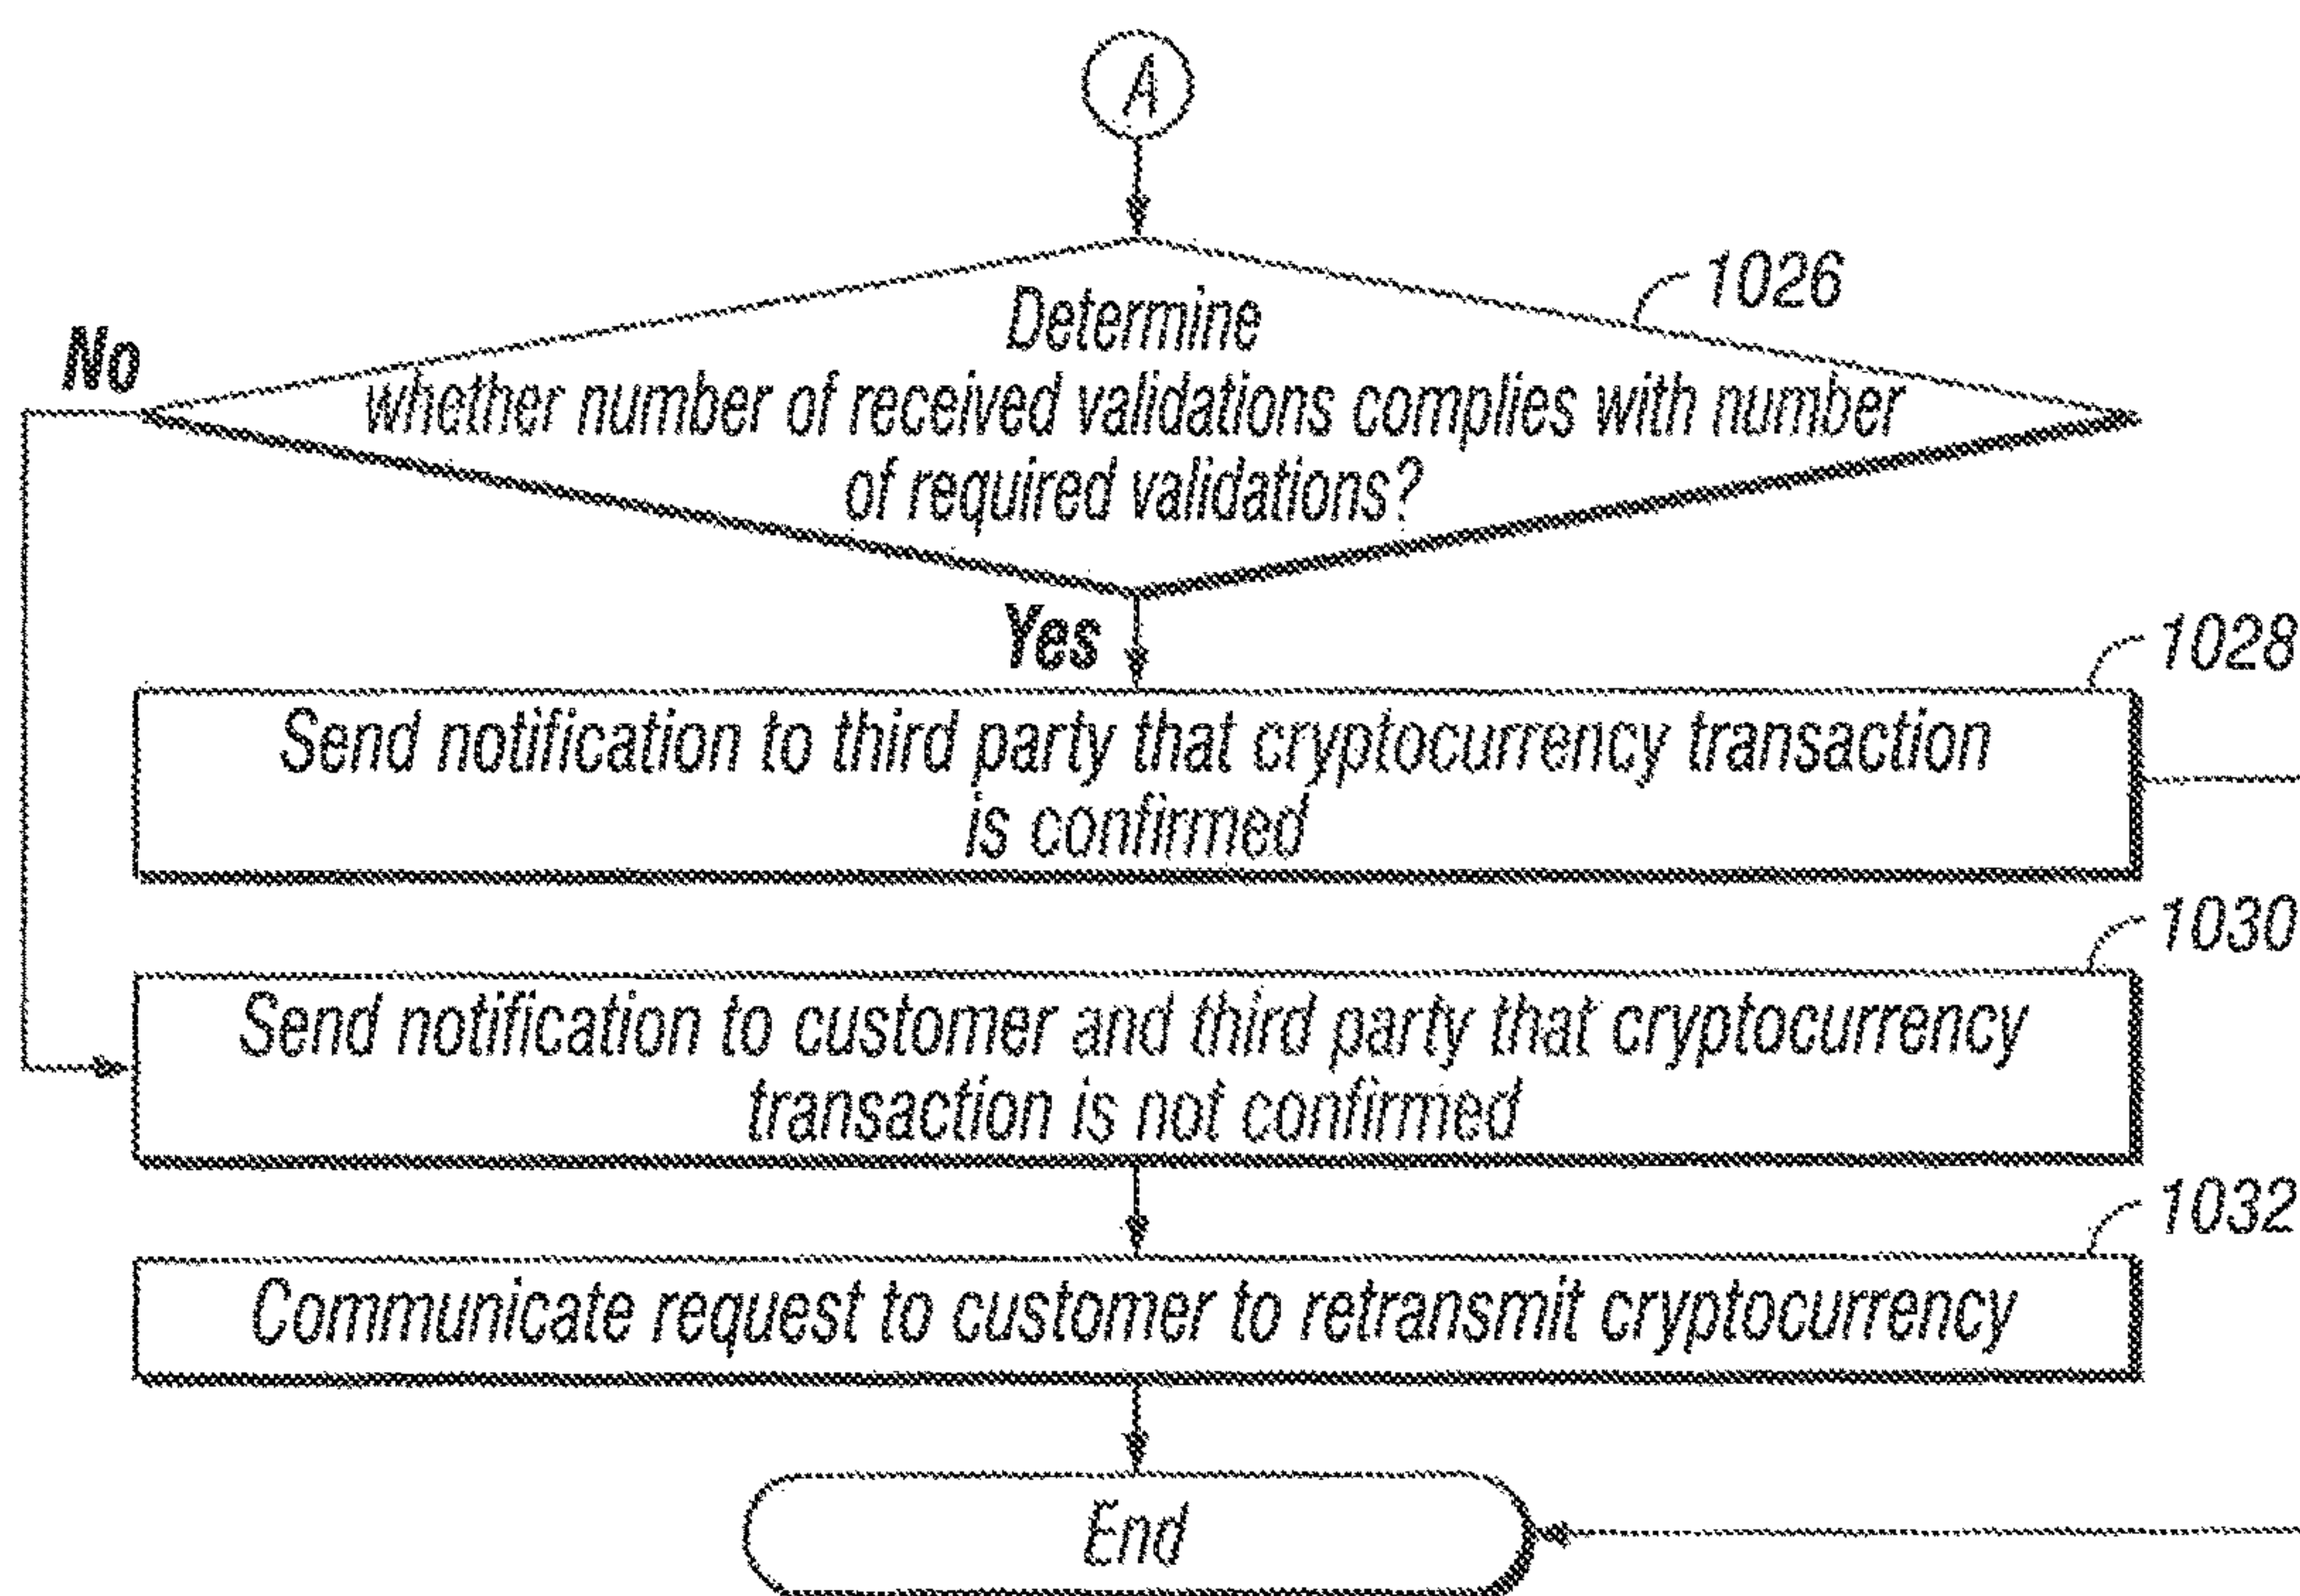 A
1026
Determine
No
whether number of received validations complies with number
of required validations?
Yes
1028
Send notification to third party that cryptocurrency transaction
is confirmed
1030
Send notification to customer and third party that cryptocurrency
transaction is not confirmed
1032
Communicate request to customer to retransmit cryptocurrency
End